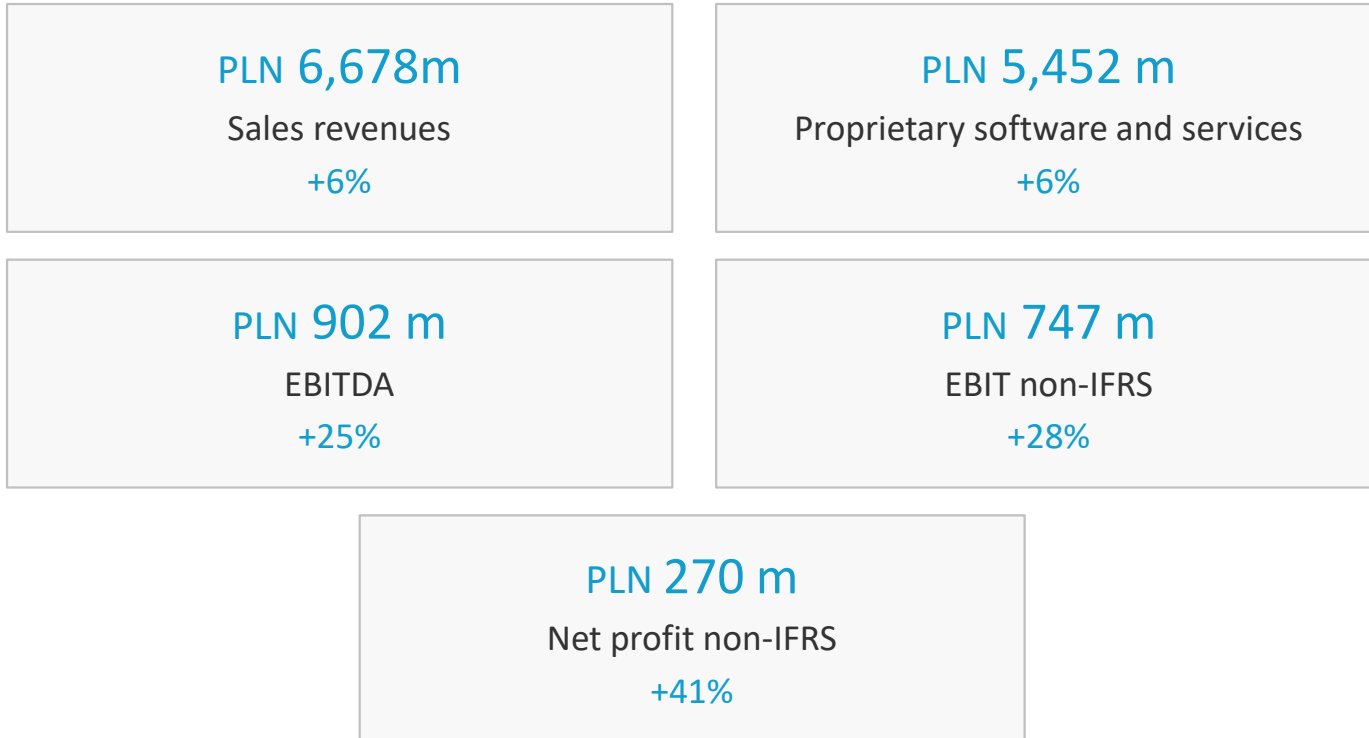 PLN 6,678m
Sales revenues
+6%
PLN 5,452 m
Proprietary software and services
+6%
PLN 902 m
EBITDA
+25%
PLN 747 m
EBIT non-IFRS
+28%
PLN 270 m
Net profit non-IFRS
+41%